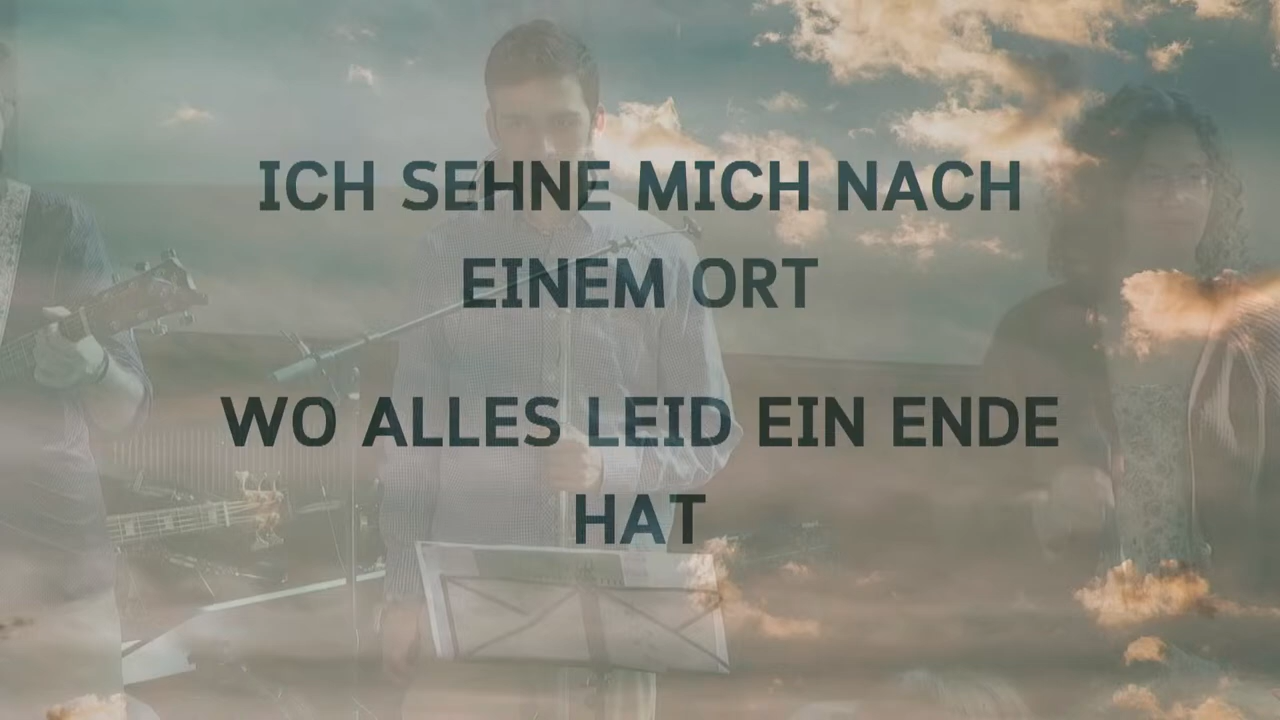 ICH SEHNE MICH NACH
EINEM ORT
WO ALLES LEID EIN ENDE
HAT